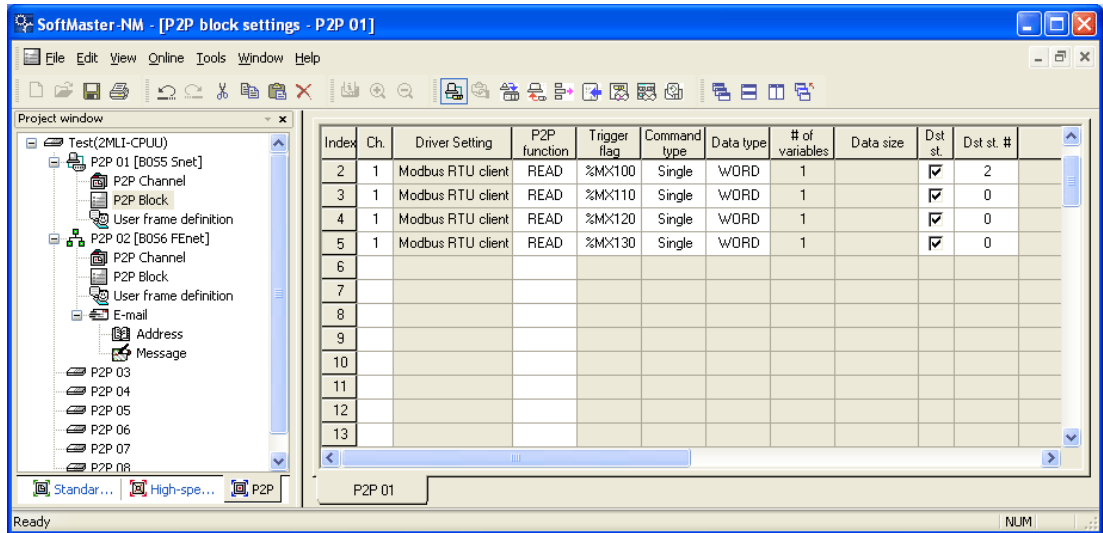 SoftMaster-NM - [P2P block settings - P2P 01]
File Edit View Online Tools Window Help
Project window
Test(2MLI-CPUU)
P2P 01 [B0S5 Snet]
P2P Channel
P2P Block
User frame definition
P2P 02 [B0S6 FEnet]
P2P Channel
P2P Block
User frame definition
E-mail
Address
Message
P2P 03
P2P 04
P2P 05
P2P 06
P2P 07
P2P 08
Standar... High-spe... P2P
Index Ch. Driver Setting P2P function Trigger flag Command type Data type # of variables Data size Dst st. Dst st. #
2 1 Modbus RTU client READ %MX100 Single WORD 1 2
3 1 Modbus RTU client READ %MX110 Single WORD 1 0
4 1 Modbus RTU client READ %MX120 Single WORD 1 0
5 1 Modbus RTU client READ %MX130 Single WORD 1 0
6
7
8
9
10
11
12
13
P2P 01
Ready NUM